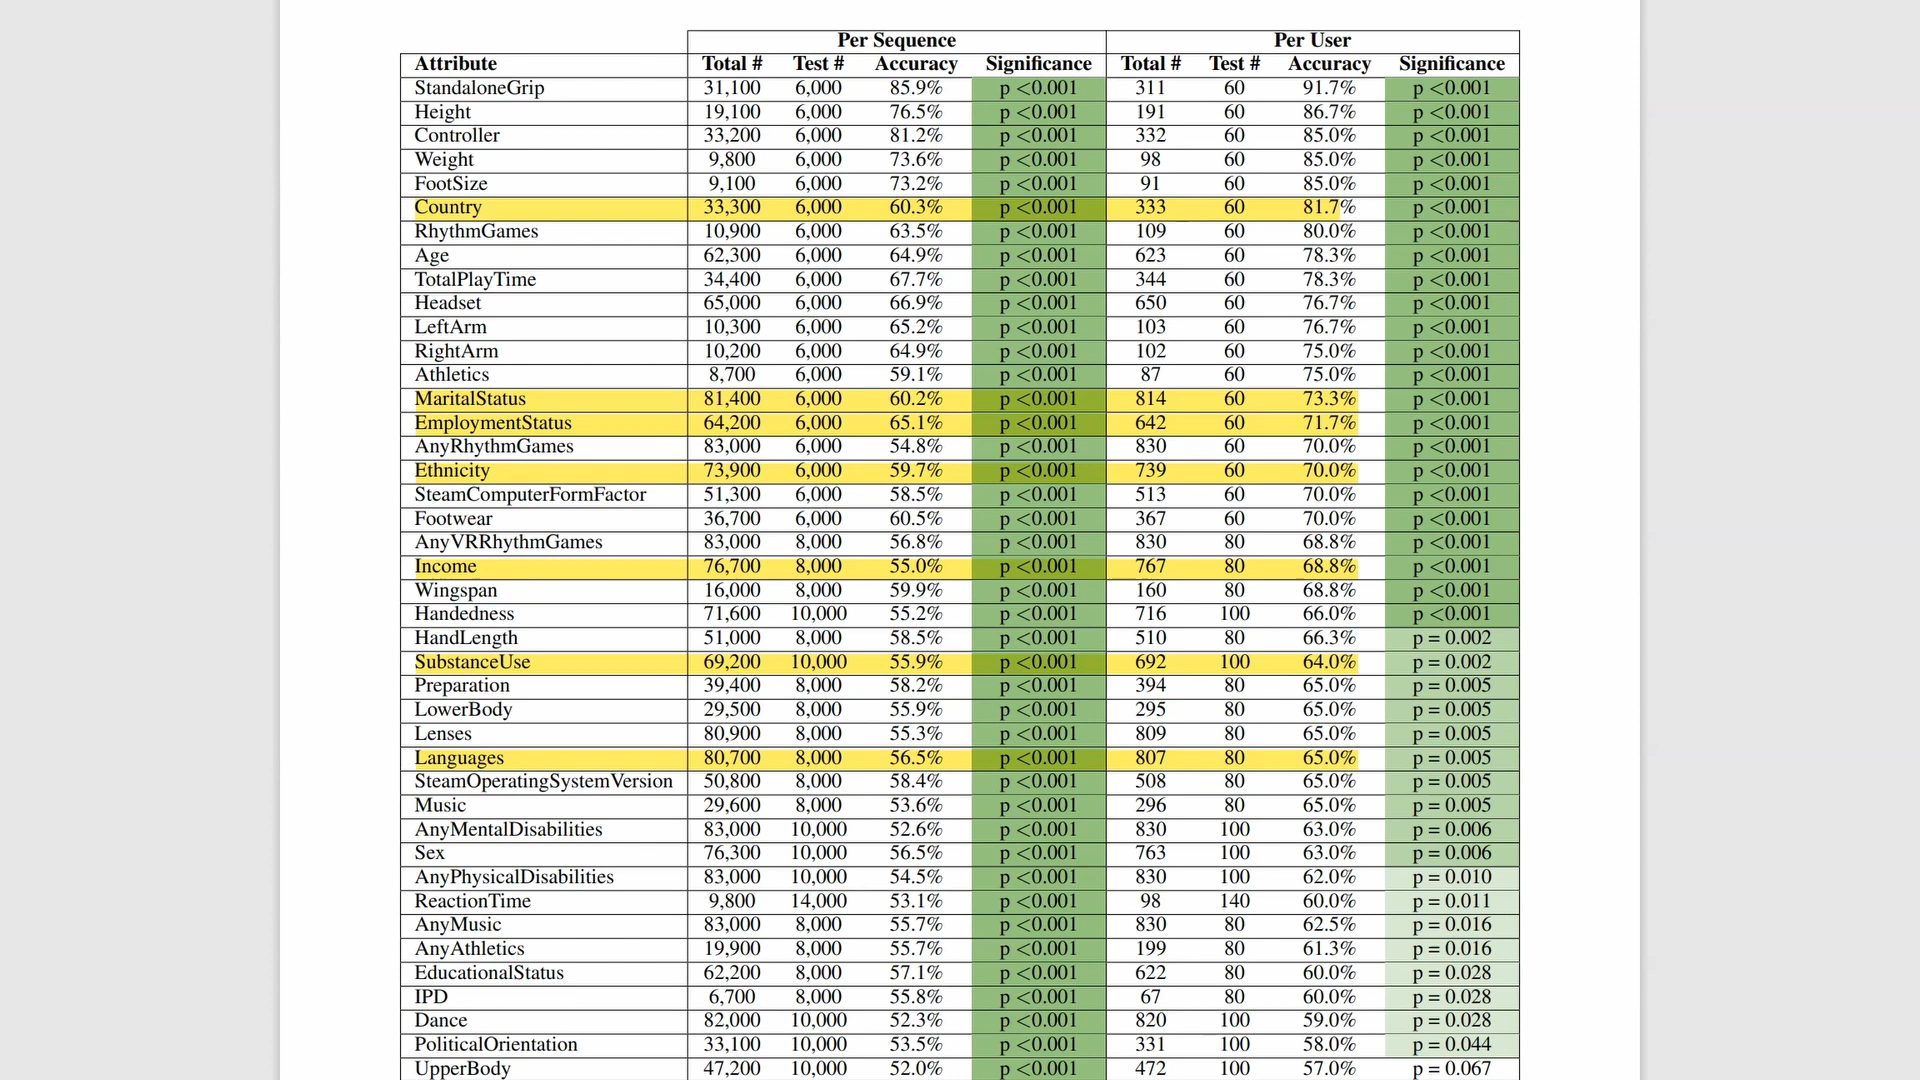 Per Sequence Per User
Attribute Total # Test # Accuracy Significance Total # Test # Accuracy Significance
StandaloneGrip 31,100 6,000 85.9% p <0.001 311 60 91.7% p <0.001
Height 19,100 6,000 76.5% p <0.001 191 60 86.7% p <0.001
Controller 33,200 6,000 81.2% p <0.001 332 60 85.0% p <0.001
Weight 9,800 6,000 73.6% p <0.001 98 60 85.0% p <0.001
FootSize 9,100 6,000 73.2% p <0.001 91 60 85.0% p <0.001
Country 33,300 6,000 60.3% p <0.001 333 60 81.7% p <0.001
RhythmGames 10,900 6,000 63.5% p <0.001 109 60 80.0% p <0.001
Age 62,300 6,000 64.9% p <0.001 623 60 78.3% p <0.001
TotalPlayTime 34,400 6,000 67.7% p <0.001 344 60 78.3% p <0.001
Headset 65,000 6,000 66.9% p <0.001 650 60 76.7% p <0.001
LeftArm 10,300 6,000 65.2% p <0.001 103 60 76.7% p <0.001
RightArm 10,200 6,000 64.9% p <0.001 102 60 75.0% p <0.001
Athletics 8,700 6,000 59.1% p <0.001 87 60 75.0% p <0.001
MaritalStatus 81,400 6,000 60.2% p <0.001 814 60 73.3% p <0.001
EmploymentStatus 64,200 6,000 65.1% p <0.001 642 60 71.7% p <0.001
AnyRhythmGames 83,000 6,000 54.8% p <0.001 830 60 70.0% p <0.001
Ethnicity 73,900 6,000 59.7% p <0.001 739 60 70.0% p <0.001
SteamComputerFormFactor 51,300 6,000 58.5% p <0.001 513 60 70.0% p <0.001
Footwear 36,700 6,000 60.5% p <0.001 367 60 70.0% p <0.001
AnyVRRhythmGames 83,000 8,000 56.8% p <0.001 830 80 68.8% p <0.001
Income 76,700 8,000 55.0% p <0.001 767 80 68.8% p <0.001
Wingspan 16,000 8,000 59.9% p <0.001 160 80 68.8% p <0.001
Handedness 71,600 10,000 55.2% p <0.001 716 100 66.0% p <0.001
HandLength 51,000 8,000 58.5% p <0.001 510 80 66.3% p = 0.002
SubstanceUse 69,200 10,000 55.9% p <0.001 692 100 64.0% p = 0.002
Preparation 39,400 8,000 58.2% p <0.001 394 80 65.0% p = 0.005
LowerBody 29,500 8,000 55.9% p <0.001 295 80 65.0% p = 0.005
Lenses 80,900 8,000 55.3% p <0.001 809 80 65.0% p = 0.005
Languages 80,700 8,000 56.5% p <0.001 807 80 65.0% p = 0.005
SteamOperatingSystemVersion 50,800 8,000 58.4% p <0.001 508 80 65.0% p = 0.005
Music 29,600 8,000 53.6% p <0.001 296 80 65.0% p = 0.005
AnyMentalDisabilities 83,000 10,000 52.6% p <0.001 830 100 63.0% p = 0.006
Sex 76,300 10,000 56.5% p <0.001 763 100 63.0% p = 0.006
AnyPhysicalDisabilities 83,000 10,000 54.5% p <0.001 830 100 62.0% p = 0.010
ReactionTime 9,800 14,000 53.1% p <0.001 98 140 60.0% p = 0.011
AnyMusic 83,000 8,000 55.7% p <0.001 830 80 62.5% p = 0.016
AnyAthletics 19,900 8,000 55.7% p <0.001 199 80 61.3% p = 0.016
EducationalStatus 62,200 8,000 57.1% p <0.001 622 80 60.0% p = 0.028
IPD 6,700 8,000 55.8% p <0.001 67 80 60.0% p = 0.028
Dance 82,000 10,000 52.3% p <0.001 820 100 59.0% p = 0.028
PoliticalOrientation 33,100 10,000 53.5% p <0.001 331 100 58.0% p = 0.044
UpperBody 47,200 10,000 52.0% p <0.001 472 100 57.0% p = 0.067